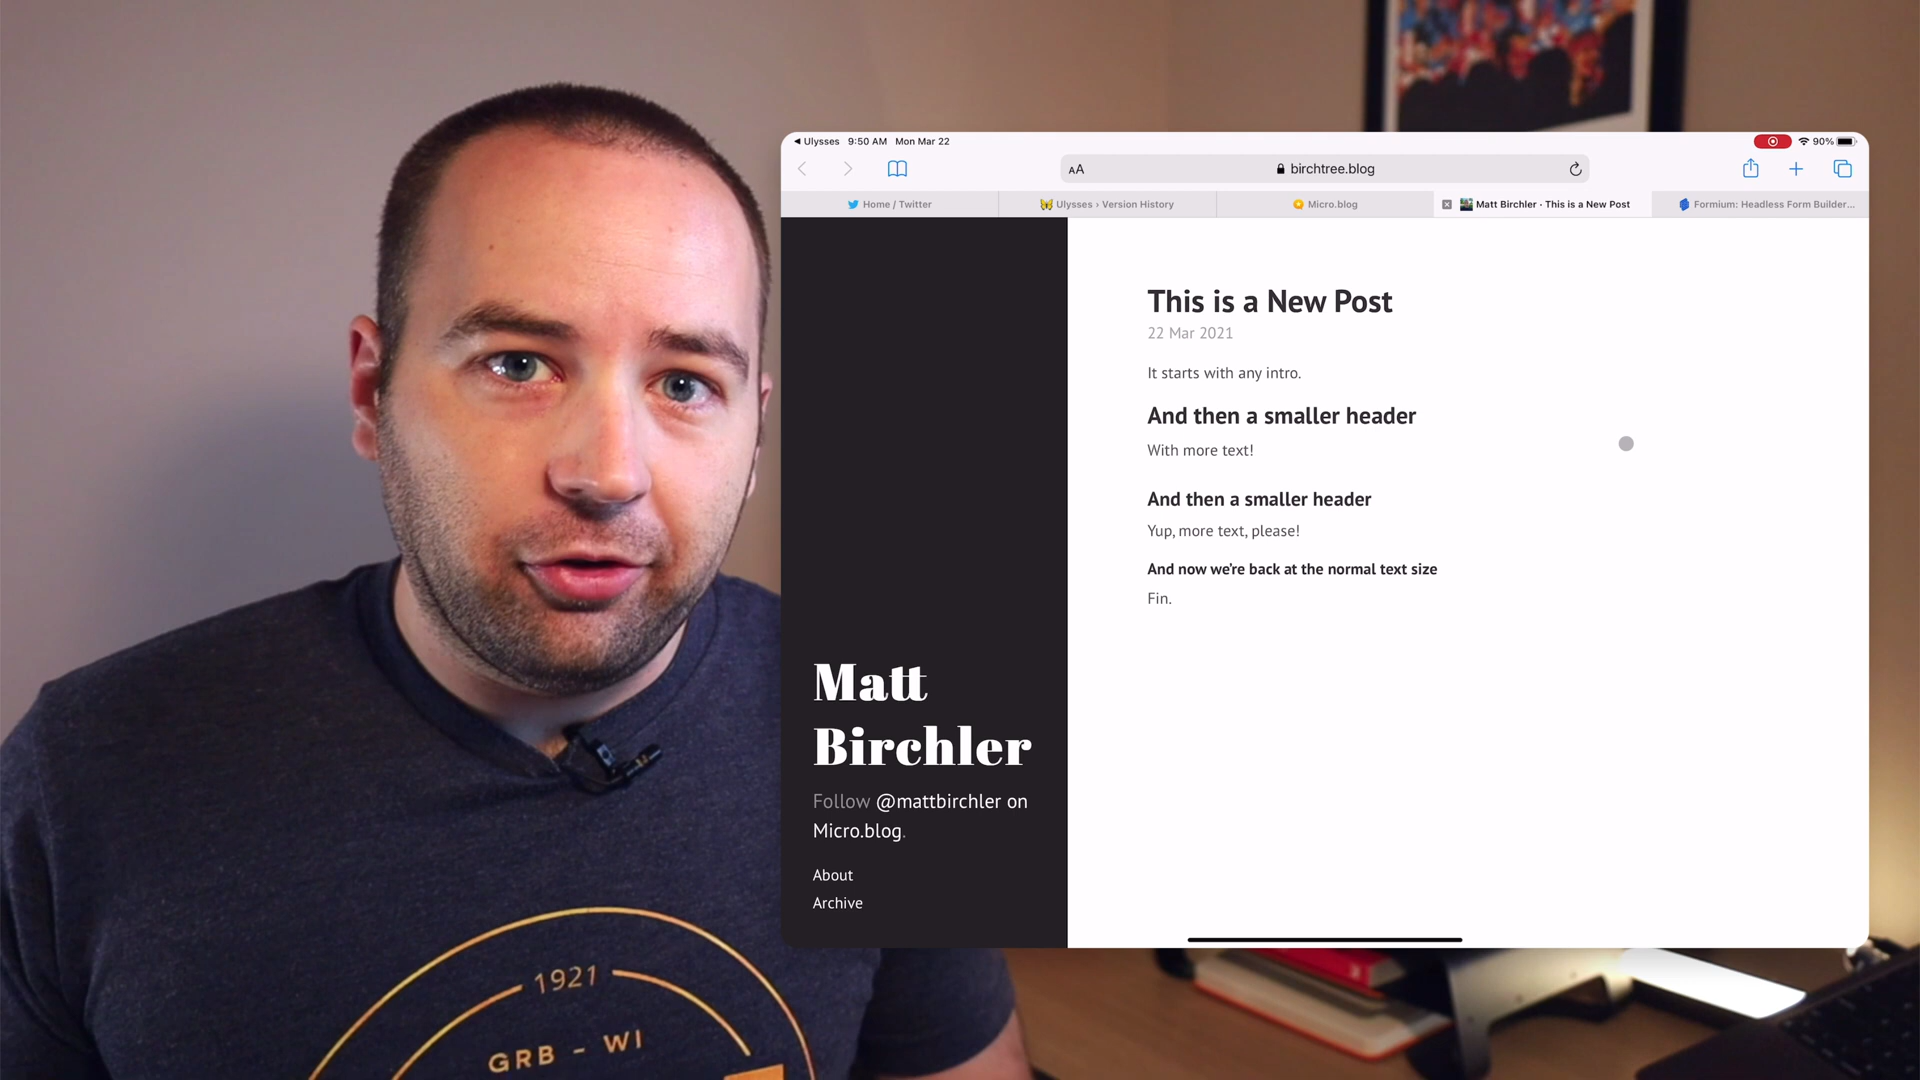 Ulysses 9:50 AM Mon Mar 22
90%
AA birchtree.blog
Home / Twitter
Ulysses › Version History
Micro.blog
Matt Birchler - This is a New Post
Formium: Headless Form Builder...
This is a New Post
22 Mar 2021
It starts with any intro.
And then a smaller header
With more text!
And then a smaller header
Yup, more text, please!
And now we're back at the normal text size
Fin.
Matt
Birchler
Follow @mattbirchler on
Micro.blog.
About
Archive
1921
GRB - WI